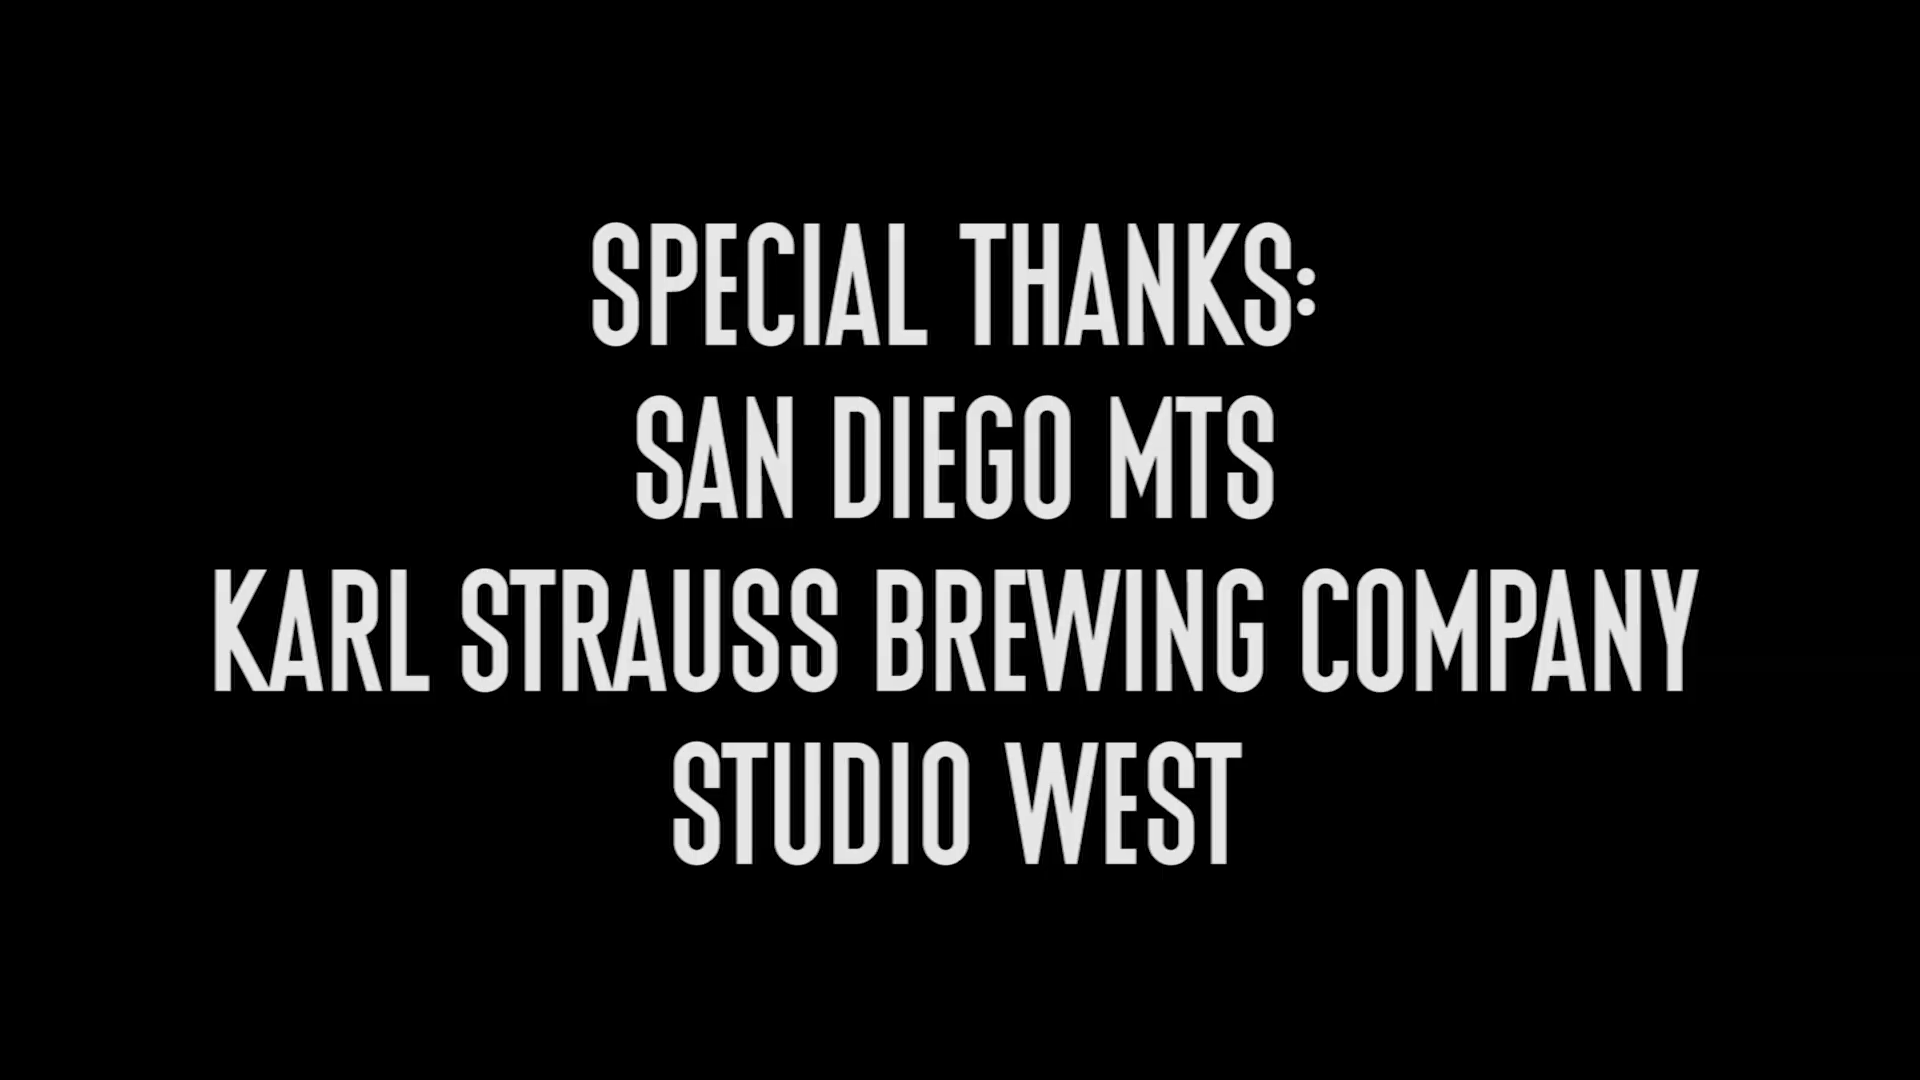 SPECIAL THANKS:
SAN DIEGO MTS
KARL STRAUSS BREWING COMPANY
STUDIO WEST